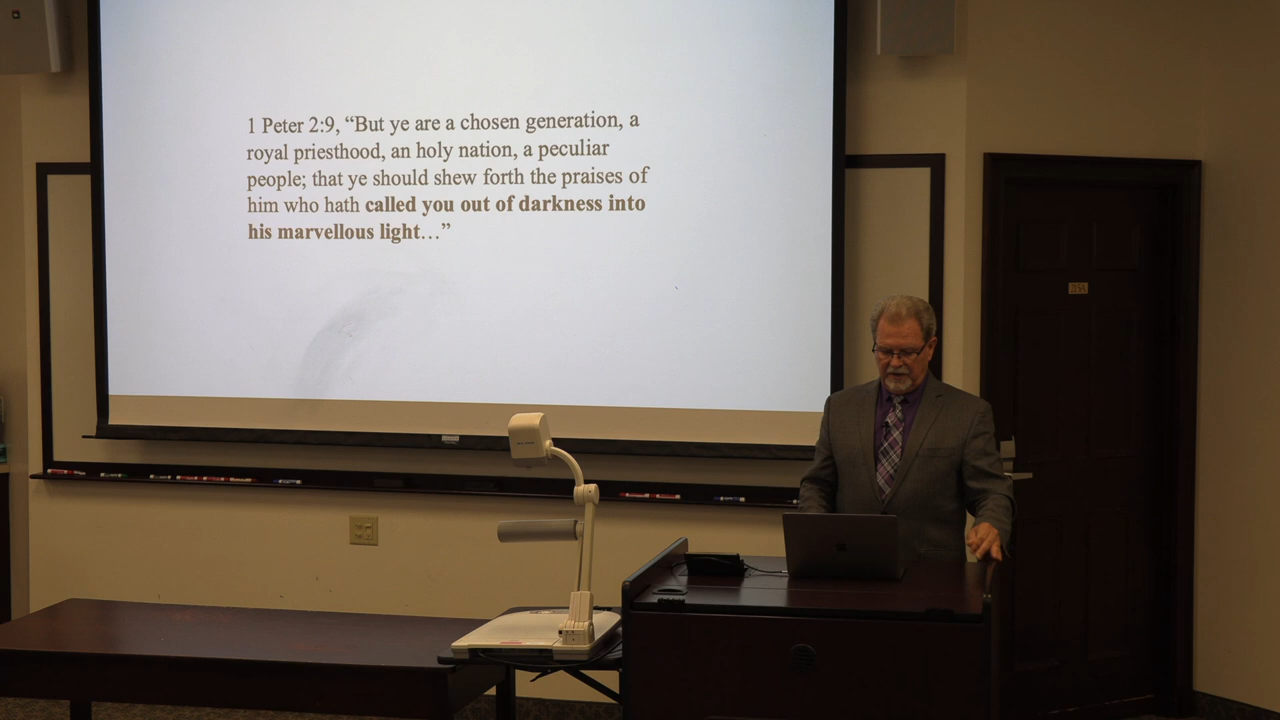 1 Peter 2:9, “But ye are a chosen generation, a
royal priesthood, an holy nation, a peculiar
people; that ye should shew forth the praises of
him who hath called you out of darkness into
his marvellous light…”